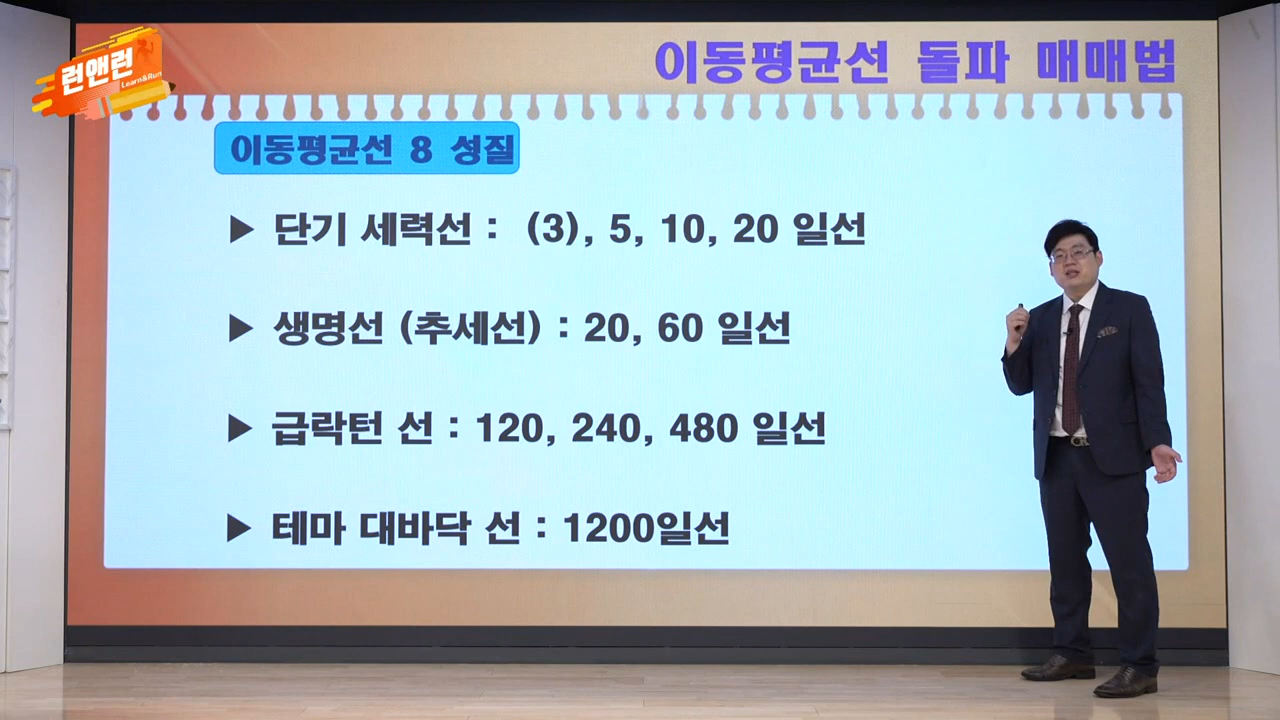 런앤런
Learn&Run
이동평균선 돌파 매매법
이동평균선 8 성질
▶ 단기 세력선 : (3), 5, 10, 20 일선
▶ 생명선 (추세선) : 20, 60 일선
▶ 급락턴 선 : 120, 240, 480 일선
▶ 테마 대바닥 선 : 1200일선